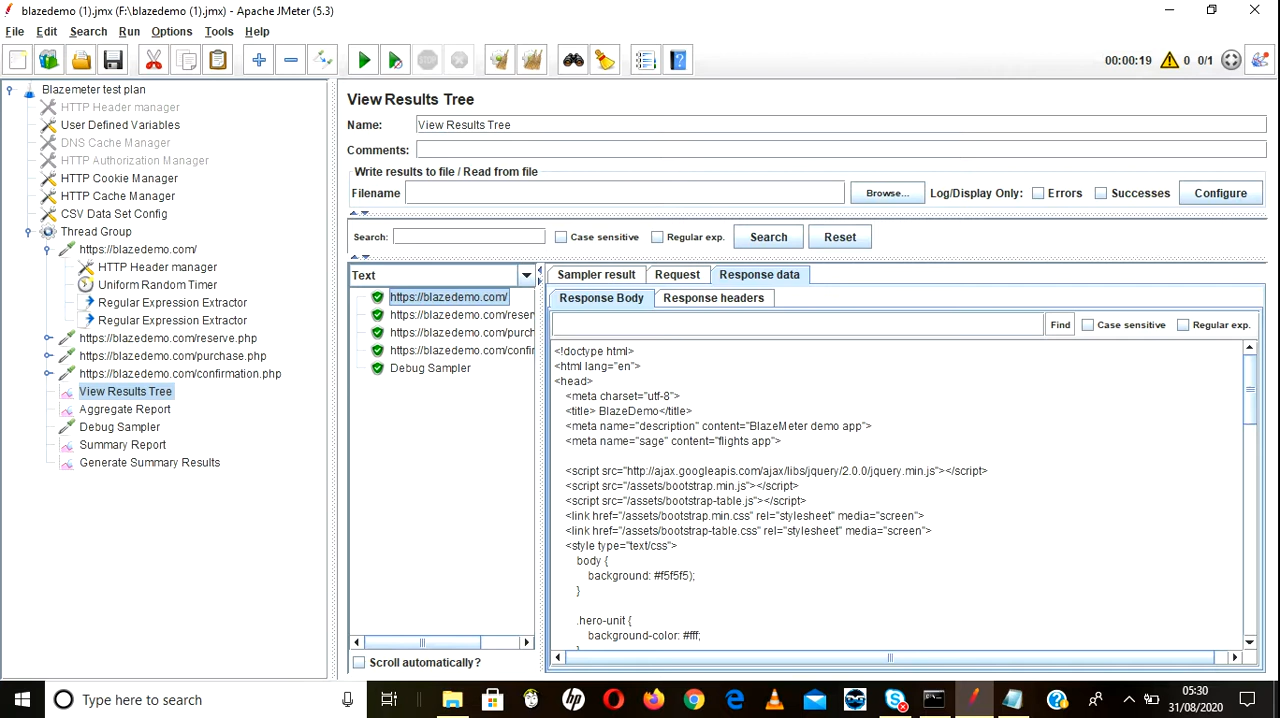 blazedemo (1).jmx (F:\blazedemo (1).jmx) - Apache JMeter (5.3)
File Edit Search Run Options Tools Help
STOP
00:00:19 0 0/1
Blazemeter test plan
HTTP Header manager
User Defined Variables
DNS Cache Manager
HTTP Authorization Manager
HTTP Cookie Manager
HTTP Cache Manager
CSV Data Set Config
Thread Group
https://blazedemo.com/
HTTP Header manager
Uniform Random Timer
Regular Expression Extractor
Regular Expression Extractor
https://blazedemo.com/reserve.php
https://blazedemo.com/purchase.php
https://blazedemo.com/confirmation.php
View Results Tree
Aggregate Report
Debug Sampler
Summary Report
Generate Summary Results
View Results Tree
Name: View Results Tree
Comments:
Write results to file / Read from file
Filename Browse... Log/Display Only: Errors Successes Configure
Search: Case sensitive Regular exp. Search Reset
Text
https://blazedemo.com/
https://blazedemo.com/reser
https://blazedemo.com/purch
https://blazedemo.com/confir
Debug Sampler
Scroll automatically?
Sampler result Request Response data
Response Body Response headers
Find Case sensitive Regular exp.
<!doctype html>
<html lang="en">
<head>
<meta charset="utf-8">
<title> BlazeDemo</title>
<meta name="description" content="BlazeMeter demo app">
<meta name="sage" content="flights app">
<script src="http://ajax.googleapis.com/ajax/libs/jquery/2.0.0/jquery.min.js"></script>
<script src="/assets/bootstrap.min.js"></script>
<script src="/assets/bootstrap-table.js"></script>
<link href="/assets/bootstrap.min.css" rel="stylesheet" media="screen">
<link href="/assets/bootstrap-table.css" rel="stylesheet" media="screen">
<style type="text/css">
body {
background: #f5f5f5);
}
.hero-unit {
background-color: #fff;
Type here to search
hp
05:30
31/08/2020